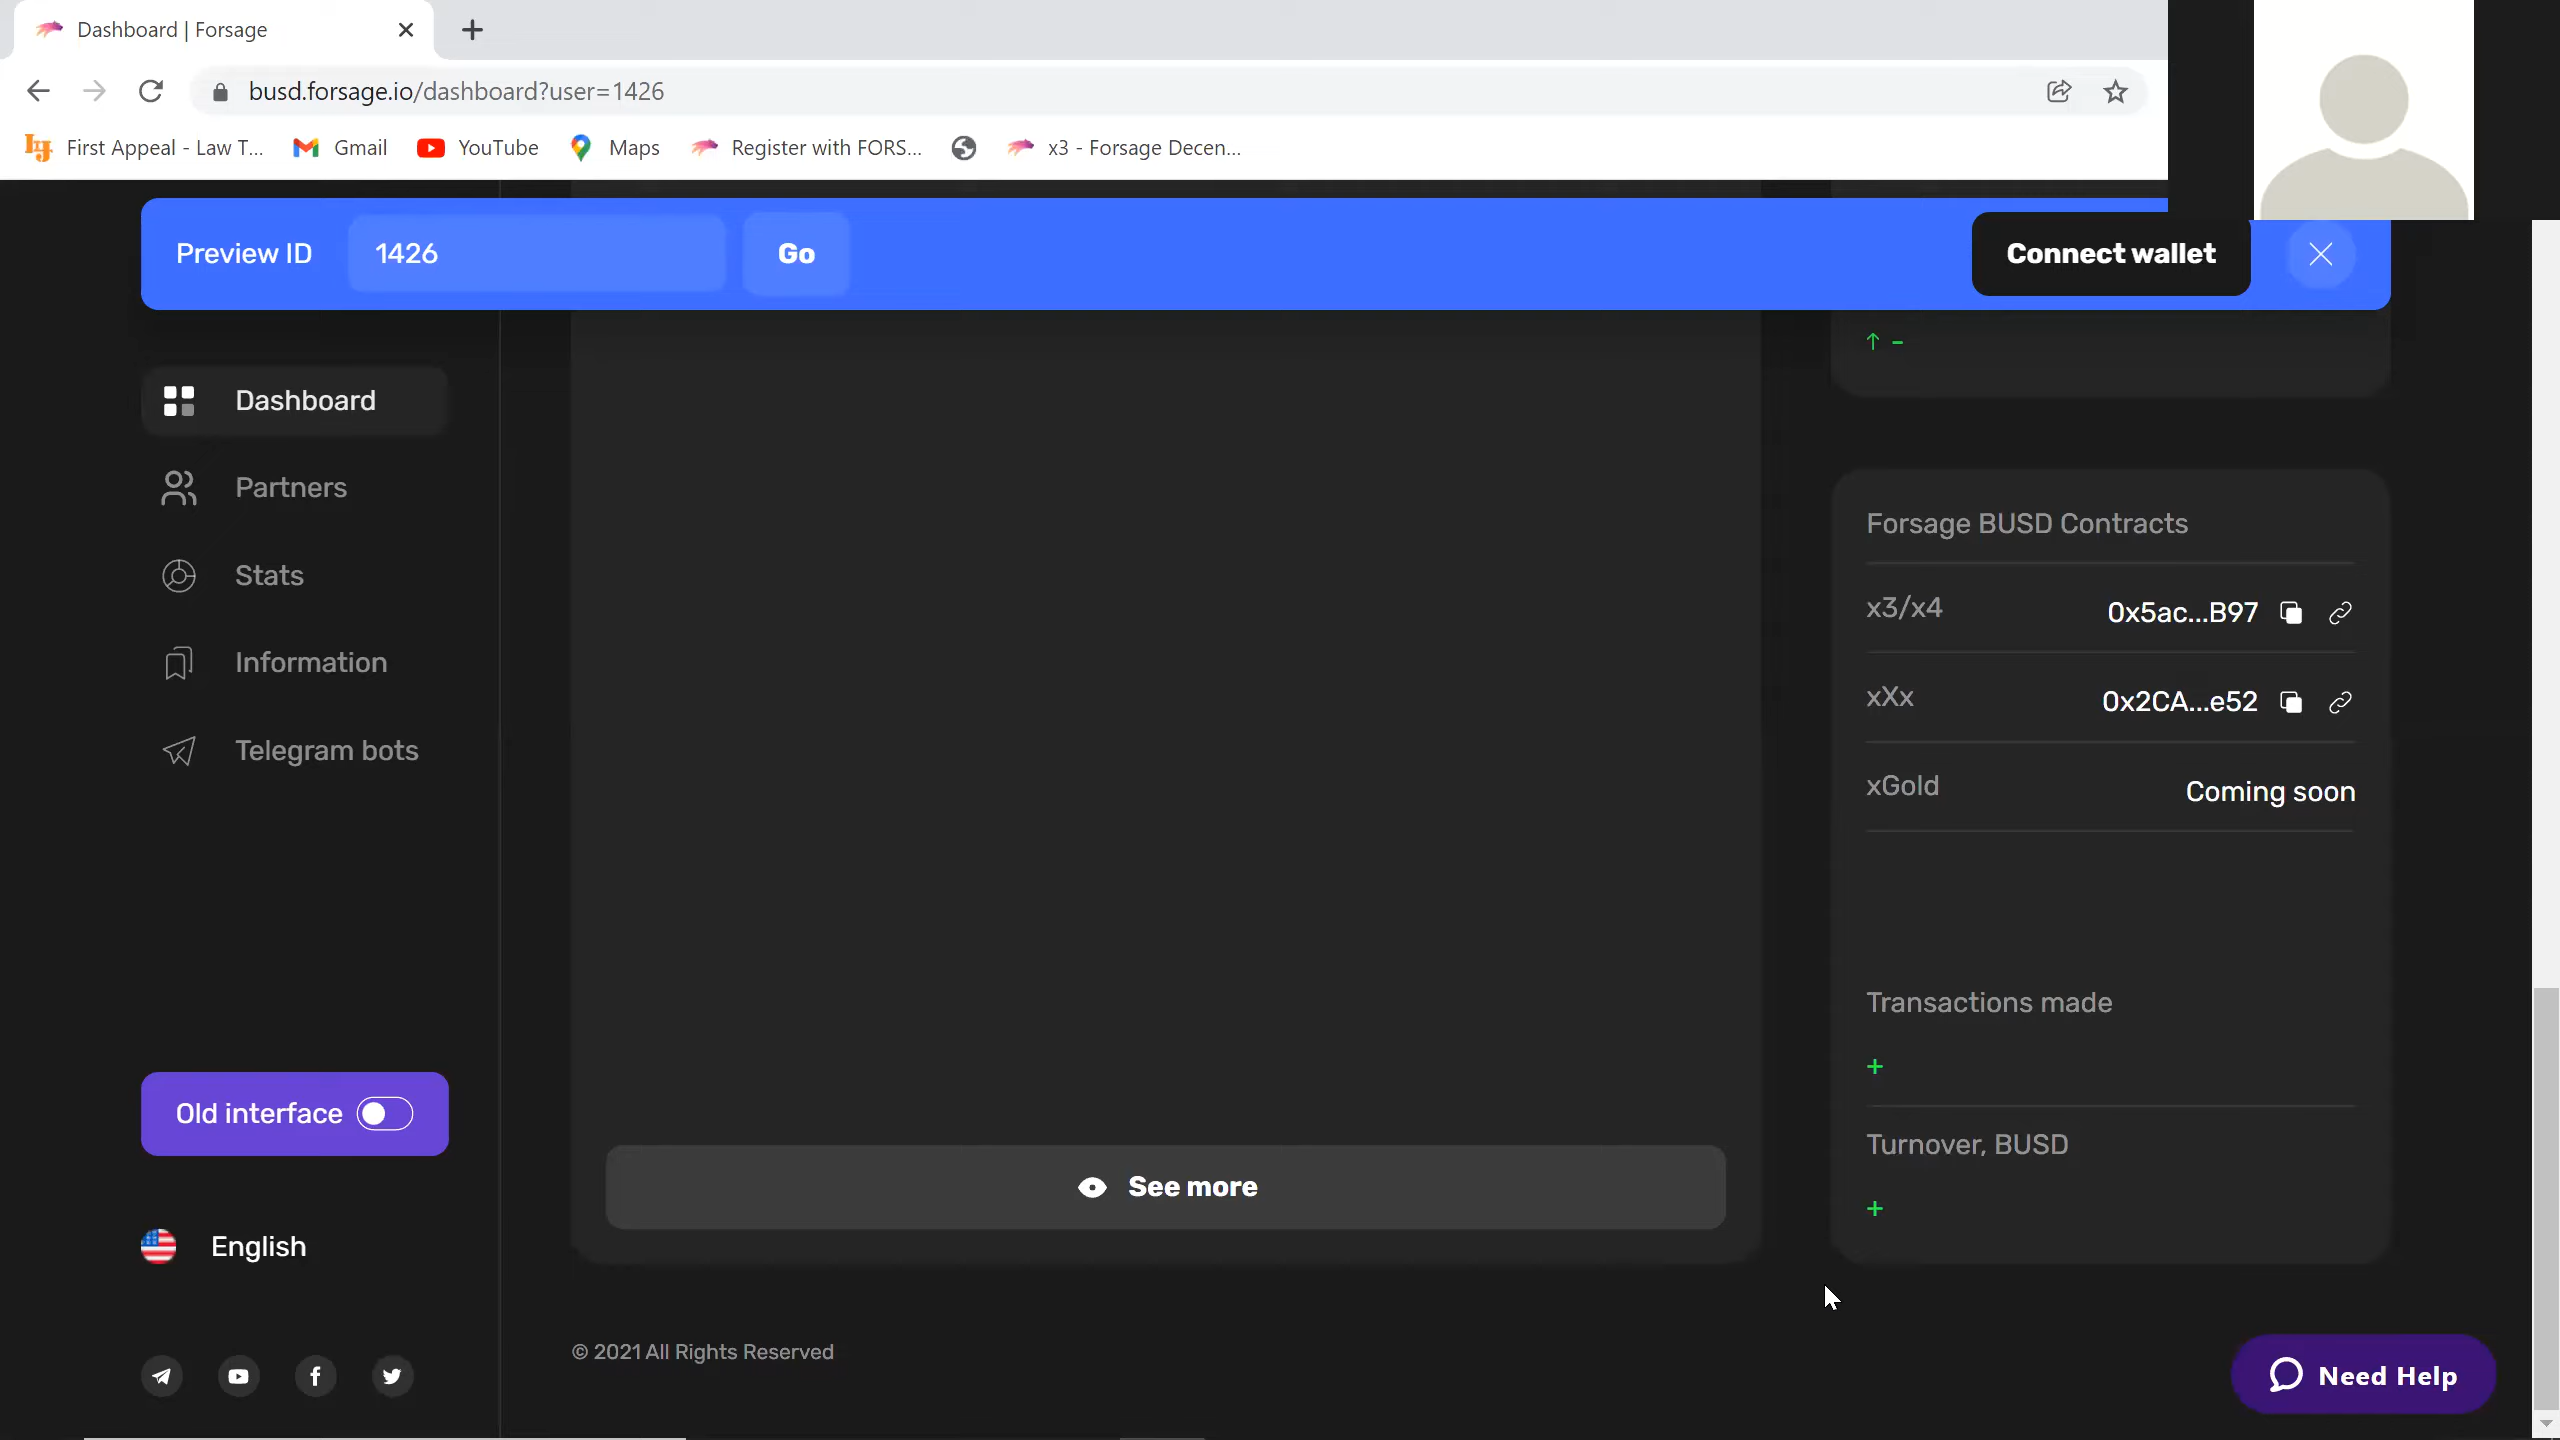 Dashboard | Forsage
busd.forsage.io/dashboard?user=1426
First Appeal - Law T...
Gmail
YouTube
Maps
Register with FORS...
x3 - Forsage Decen...
Preview ID
1426
Go
Connect wallet
↑ -
Dashboard
Partners
Stats
Information
Telegram bots
Old interface
English
Forsage BUSD Contracts
x3/x4 0x5ac...B97
xXx 0x2CA...e52
xGold Coming soon
Transactions made
+
Turnover, BUSD
+
See more
© 2021 All Rights Reserved
Need Help